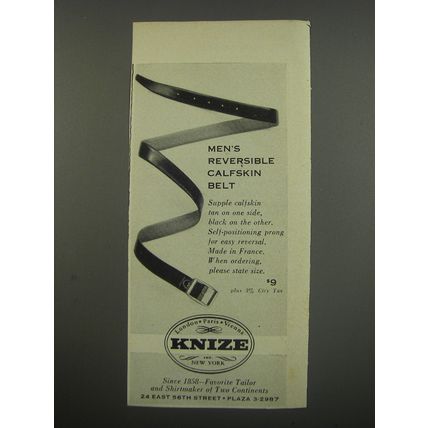 MEN'S
REVERSIBLE
CALFSKIN
BELT
Supple calfskin
tan on one side,
black on the other.
Self-positioning prong
for easy reversal.
Made in France.
When ordering,
please state size.
$9
plus 3% City Tax
London • Paris • Vienna
KNIZE
INC.
NEW YORK
Since 1858—Favorite Tailor
and Shirtmaker of Two Continents
24 EAST 56TH STREET • PLAZA 3-2987